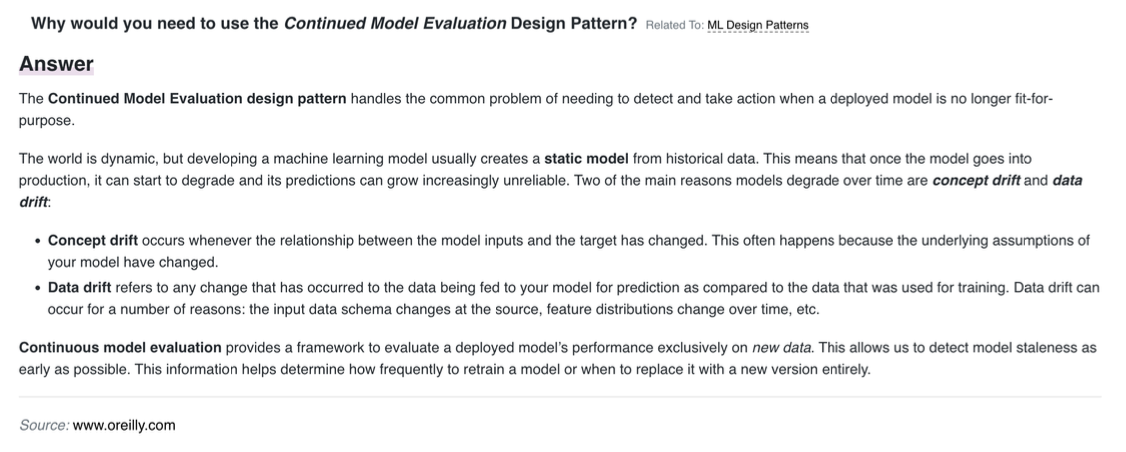 Why would you need to use the Continued Model Evaluation Design Pattern? Related To: ML Design Patterns
Answer
The Continued Model Evaluation design pattern handles the common problem of needing to detect and take action when a deployed model is no longer fit-for-
purpose.
The world is dynamic, but developing a machine learning model usually creates a static model from historical data. This means that once the model goes into
production, it can start to degrade and its predictions can grow increasingly unreliable. Two of the main reasons models degrade over time are concept drift and data
drift:
• Concept drift occurs whenever the relationship between the model inputs and the target has changed. This often happens because the underlying assumptions of
your model have changed.
• Data drift refers to any change that has occurred to the data being fed to your model for prediction as compared to the data that was used for training. Data drift can
occur for a number of reasons: the input data schema changes at the source, feature distributions change over time, etc.
Continuous model evaluation provides a framework to evaluate a deployed model's performance exclusively on new data. This allows us to detect model staleness as
early as possible. This information helps determine how frequently to retrain a model or when to replace it with a new version entirely.
Source: www.oreilly.com